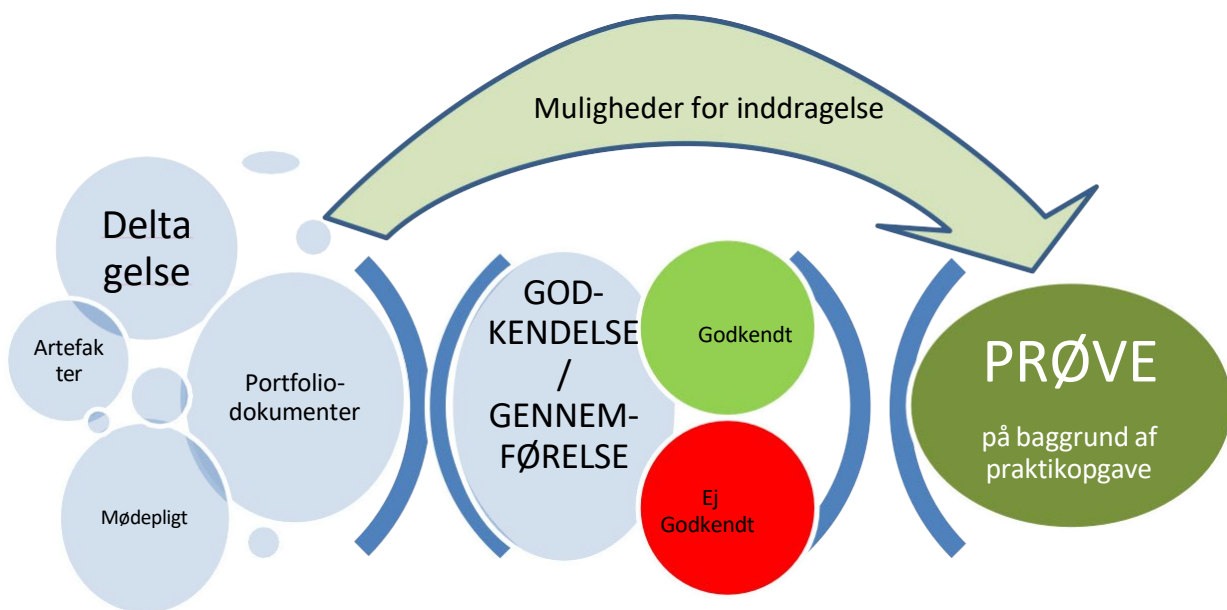 Muligheder for inddragelse
Delta
gelse
Artefak
ter
Portfolio-
dokumenter
Mødepligt
GOD-
KENDELSE
/
GENNEM-
FØRELSE
Godkendt
Ej
Godkendt
PRØVE
på baggrund af
praktikopgave